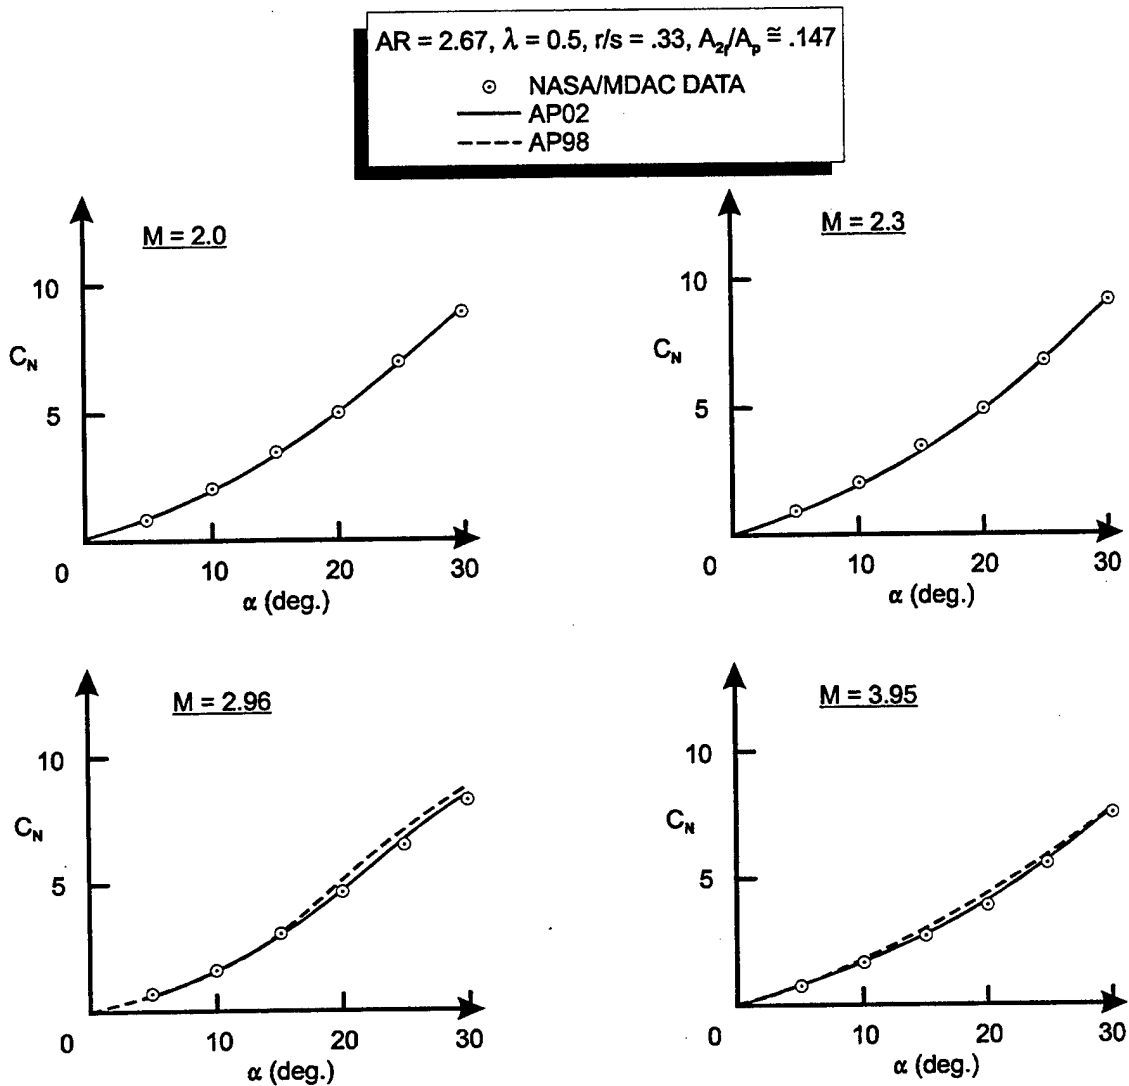 AR = 2.67, λ = 0.5, r/s = .33, A₂f/Aₚ ≅ .147
NASA/MDAC DATA
AP02
AP98
M = 2.0
10
C_N
5
0
10
20
30
α (deg.)
M = 2.3
10
C_N
5
0
10
20
30
α (deg.)
M = 2.96
10
C_N
5
0
10
20
30
α (deg.)
M = 3.95
10
C_N
5
0
10
20
30
α (deg.)